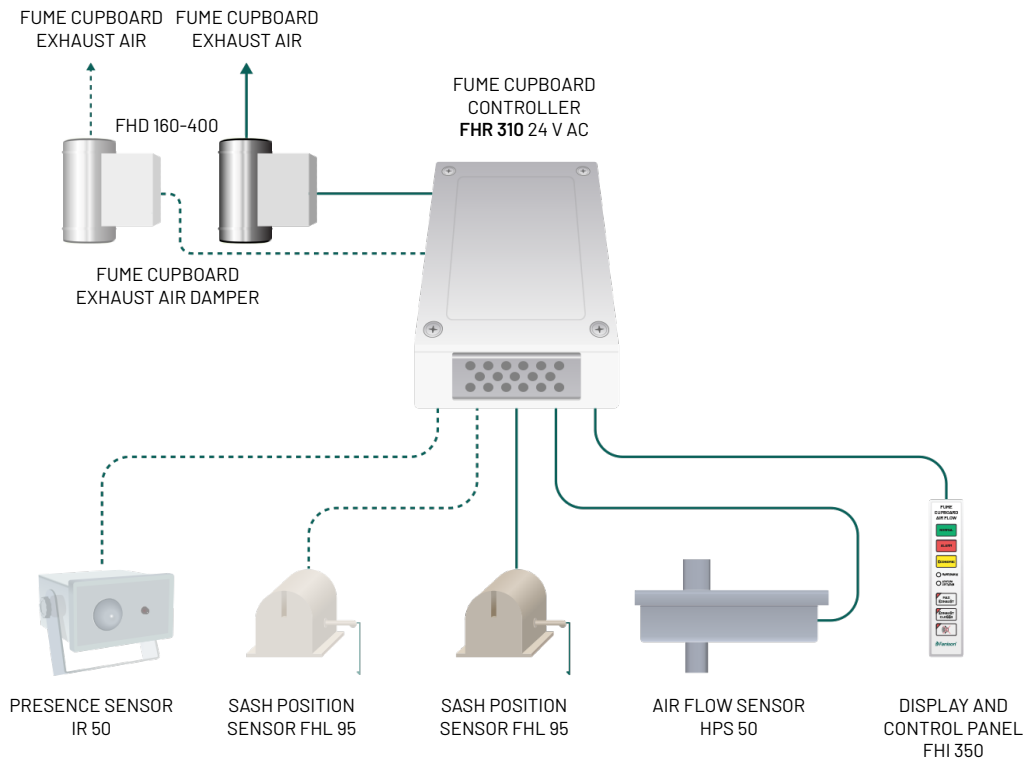 FUME CUPBOARD
EXHAUST AIR
FUME CUPBOARD
EXHAUST AIR
FHD 160-400
FUME CUPBOARD
CONTROLLER
FHR 310 24 V AC
FUME CUPBOARD
EXHAUST AIR DAMPER
FUME
CUPBOARD
AIR FLOW
PRESENCE SENSOR
IR 50
SASH POSITION
SENSOR FHL 95
SASH POSITION
SENSOR FHL 95
AIR FLOW SENSOR
HPS 50
DISPLAY AND
CONTROL PANEL
FHI 350